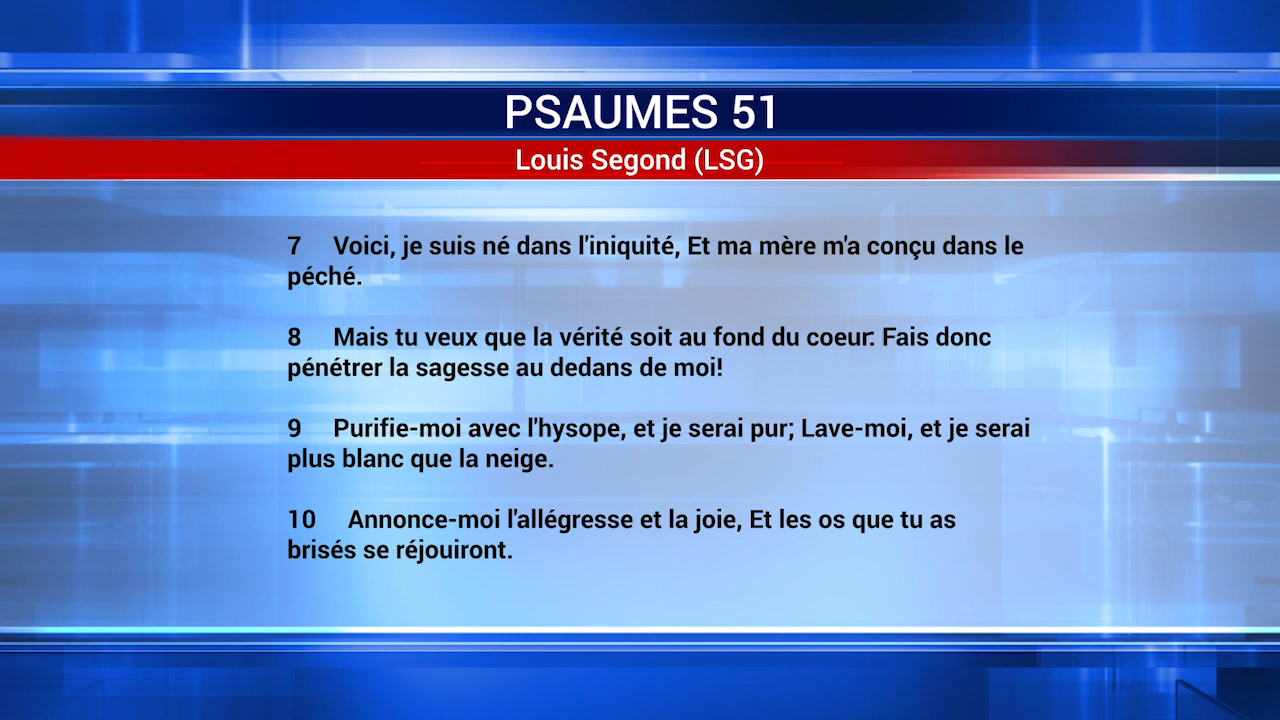 PSAUMES 51
Louis Segond (LSG)
7 Voici, je suis né dans l'iniquité, Et ma mère m'a conçu dans le
péché.
8 Mais tu veux que la vérité soit au fond du coeur: Fais donc
pénétrer la sagesse au dedans de moi!
9 Purifie-moi avec l'hysope, et je serai pur; Lave-moi, et je serai
plus blanc que la neige.
10 Annonce-moi l'allégresse et la joie, Et les os que tu as
brisés se réjouiront.